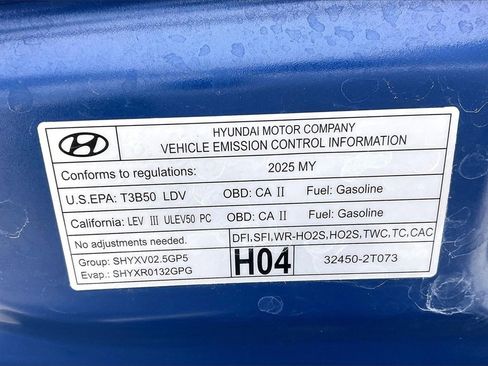 HYUNDAI MOTOR COMPANY
VEHICLE EMISSION CONTROL INFORMATION
Conforms to regulations: 2025 MY
U.S.EPA: T3B50 LDV OBD: CA II Fuel: Gasoline
California: LEV III ULEV50 PC OBD: CA II Fuel: Gasoline
No adjustments needed. DFI,SFI,WR-HO2S,HO2S,TWC,TC,CAC
Group: SHYXV02.5GP5
Evap.: SHYXR0132GPG
H04 32450-2T073